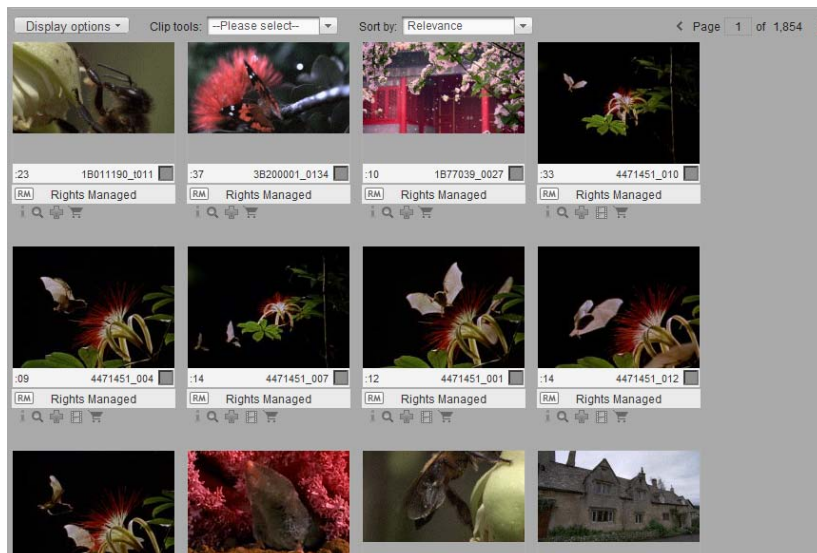 Display options Clip tools: --Please select-- Sort by: Relevance < Page 1 of 1,854
:23 1B011190_t011 :37 3B200001_0134 :10 1B77039_0027 :33 4471451_010
RM Rights Managed RM Rights Managed RM Rights Managed RM Rights Managed
:09 4471451_004 :14 4471451_007 :12 4471451_001 :14 4471451_012
RM Rights Managed RM Rights Managed RM Rights Managed RM Rights Managed